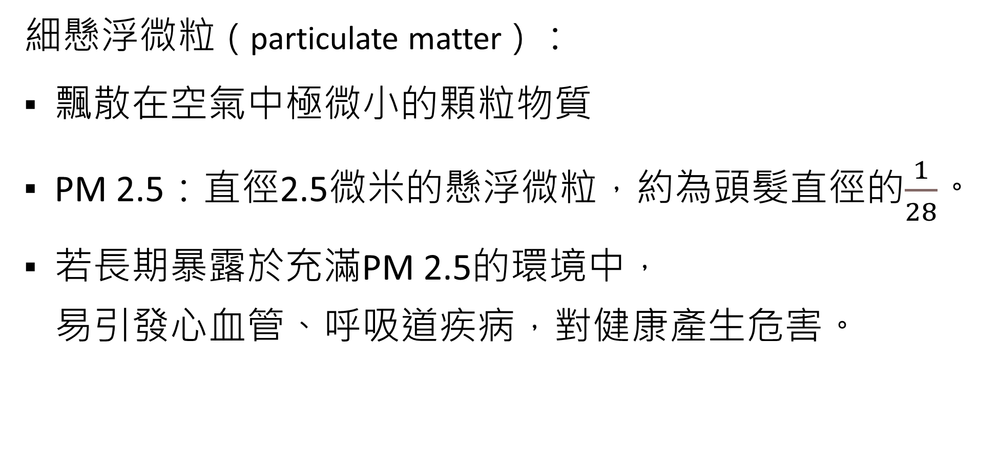 細懸浮微粒（particulate matter）：
▪ 飄散在空氣中極微小的顆粒物質
▪ PM 2.5：直徑2.5微米的懸浮微粒，約為頭髮直徑的1/28。
▪ 若長期暴露於充滿PM 2.5的環境中，
易引發心血管、呼吸道疾病，對健康產生危害。